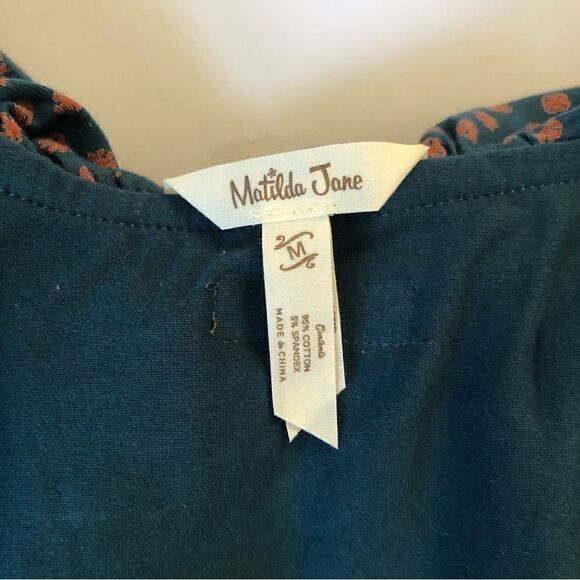 Matilda Jane
M
Contents
95% COTTON
5% SPANDEX
MADE in CHINA